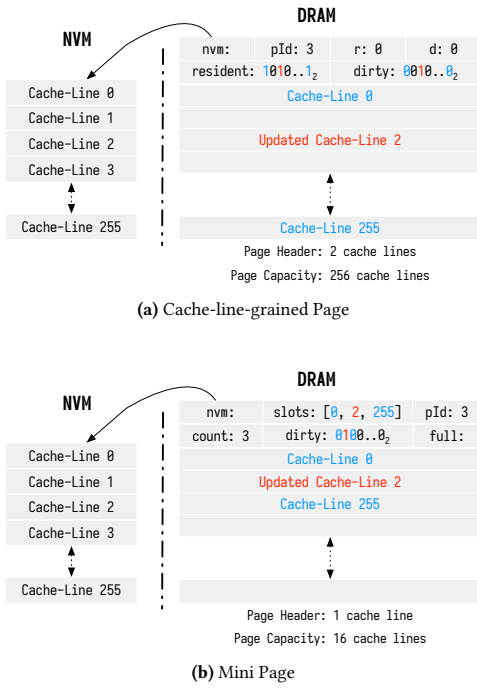 DRAM
NVM
nvm: pId: 3 r: 0 d: 0
resident: 1010..1₂ dirty: 0010..0₂
Cache-Line 0
Cache-Line 1
Cache-Line 2
Cache-Line 3
Cache-Line 255
Cache-Line 0
Updated Cache-Line 2
Cache-Line 255
Page Header: 2 cache lines
Page Capacity: 256 cache lines
(a) Cache-line-grained Page
DRAM
NVM
nvm: slots: [0, 2, 255] pId: 3
count: 3 dirty: 0100..0₂ full:
Cache-Line 0
Cache-Line 1
Cache-Line 2
Cache-Line 3
Cache-Line 255
Cache-Line 0
Updated Cache-Line 2
Cache-Line 255
Page Header: 1 cache line
Page Capacity: 16 cache lines
(b) Mini Page